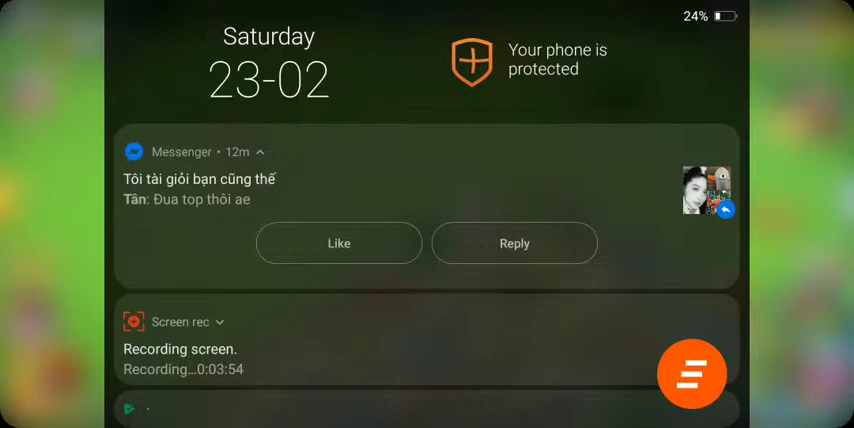 24%
Saturday
23-02
Your phone is
protected
Messenger • 12m
Tôi tài giỏi bạn cũng thế
Tân: Đua top thôi ae
Like
Reply
Screen rec
Recording screen.
Recording...0:03:54